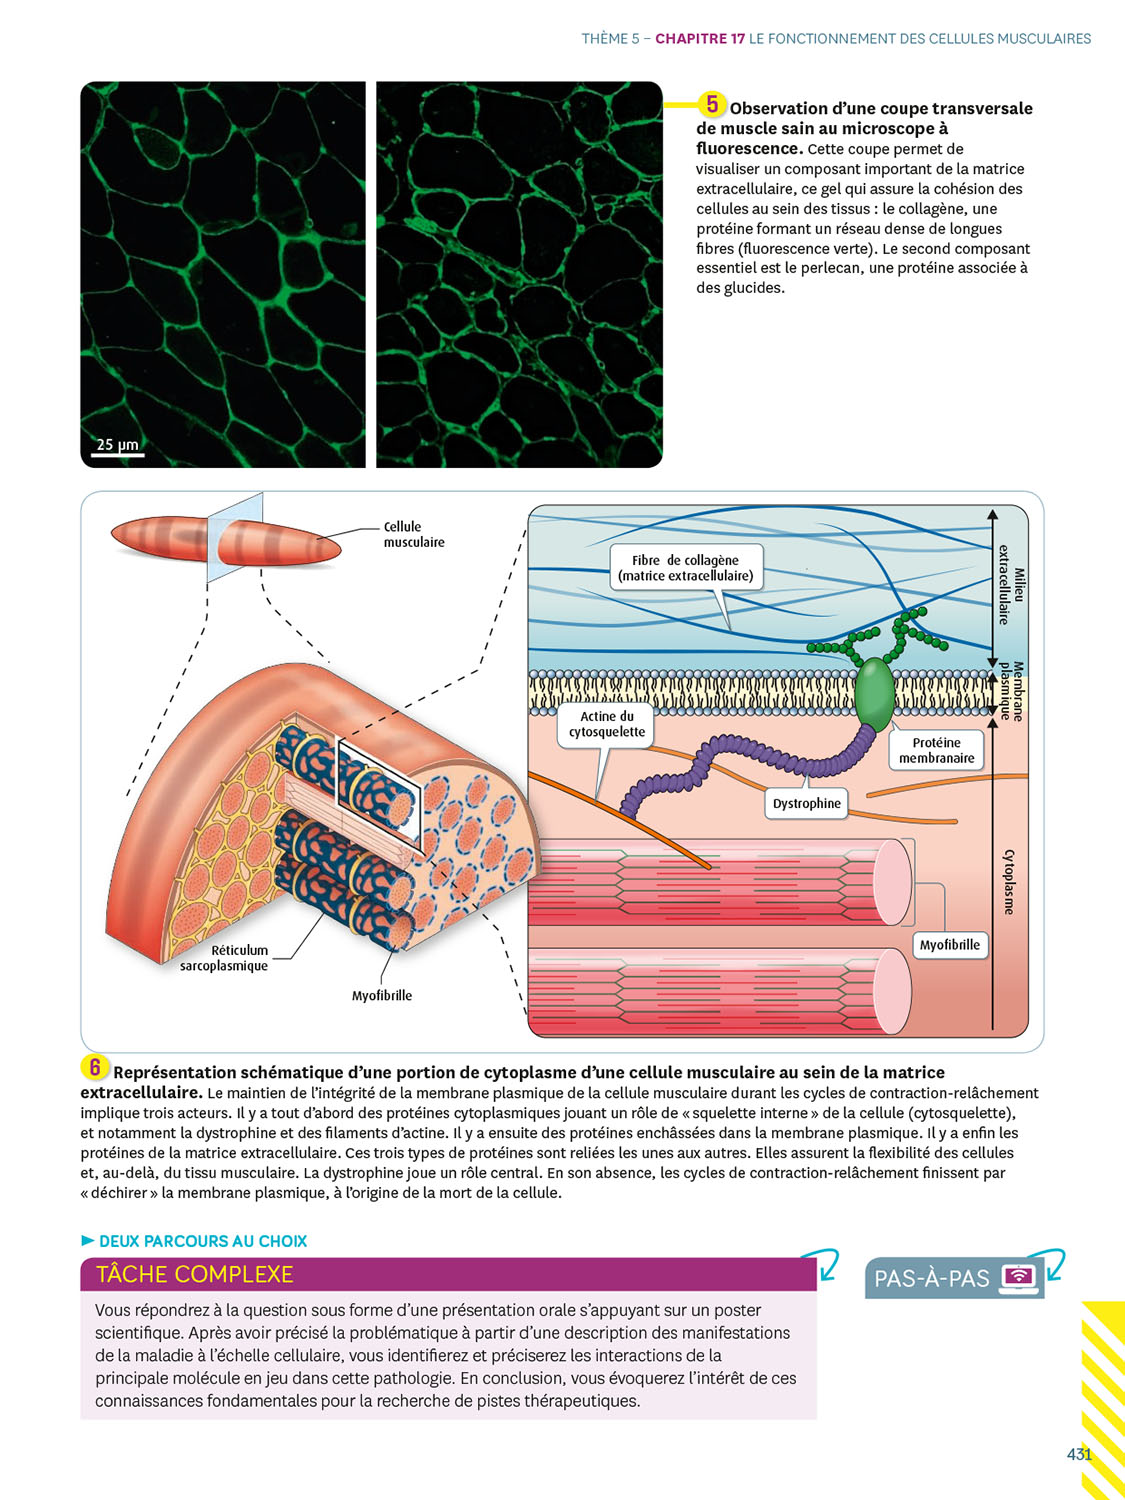 THÈME 5 – CHAPITRE 17 LE FONCTIONNEMENT DES CELLULES MUSCULAIRES
5 Observation d’une coupe transversale
de muscle sain au microscope à
fluorescence. Cette coupe permet de
visualiser un composant important de la matrice
extracellulaire, ce gel qui assure la cohésion des
cellules au sein des tissus : le collagène, une
protéine formant un réseau dense de longues
fibres (fluorescence verte). Le second composant
essentiel est le perlecan, une protéine associée à
des glucides.
25 µm
Cellule
musculaire
Fibre de collagène
(matrice extracellulaire)
Milieu
extracellulaire
Membrane
plasmique
Actine du
cytosquelette
Protéine
membranaire
Dystrophine
Cytoplasme
Myofibrille
Réticulum
sarcoplasmique
Myofibrille
6 Représentation schématique d’une portion de cytoplasme d’une cellule musculaire au sein de la matrice
extracellulaire. Le maintien de l’intégrité de la membrane plasmique de la cellule musculaire durant les cycles de contraction-relâchement
implique trois acteurs. Il y a tout d’abord des protéines cytoplasmiques jouant un rôle de « squelette interne » de la cellule (cytosquelette),
et notamment la dystrophine et des filaments d’actine. Il y a ensuite des protéines enchâssées dans la membrane plasmique. Il y a enfin les
protéines de la matrice extracellulaire. Ces trois types de protéines sont reliées les unes aux autres. Elles assurent la flexibilité des cellules
et, au-delà, du tissu musculaire. La dystrophine joue un rôle central. En son absence, les cycles de contraction-relâchement finissent par
« déchirer » la membrane plasmique, à l’origine de la mort de la cellule.
► DEUX PARCOURS AU CHOIX
TÂCHE COMPLEXE
PAS-À-PAS
Vous répondrez à la question sous forme d’une présentation orale s’appuyant sur un poster
scientifique. Après avoir précisé la problématique à partir d’une description des manifestations
de la maladie à l’échelle cellulaire, vous identifierez et préciserez les interactions de la
principale molécule en jeu dans cette pathologie. En conclusion, vous évoquerez l’intérêt de ces
connaissances fondamentales pour la recherche de pistes thérapeutiques.
431